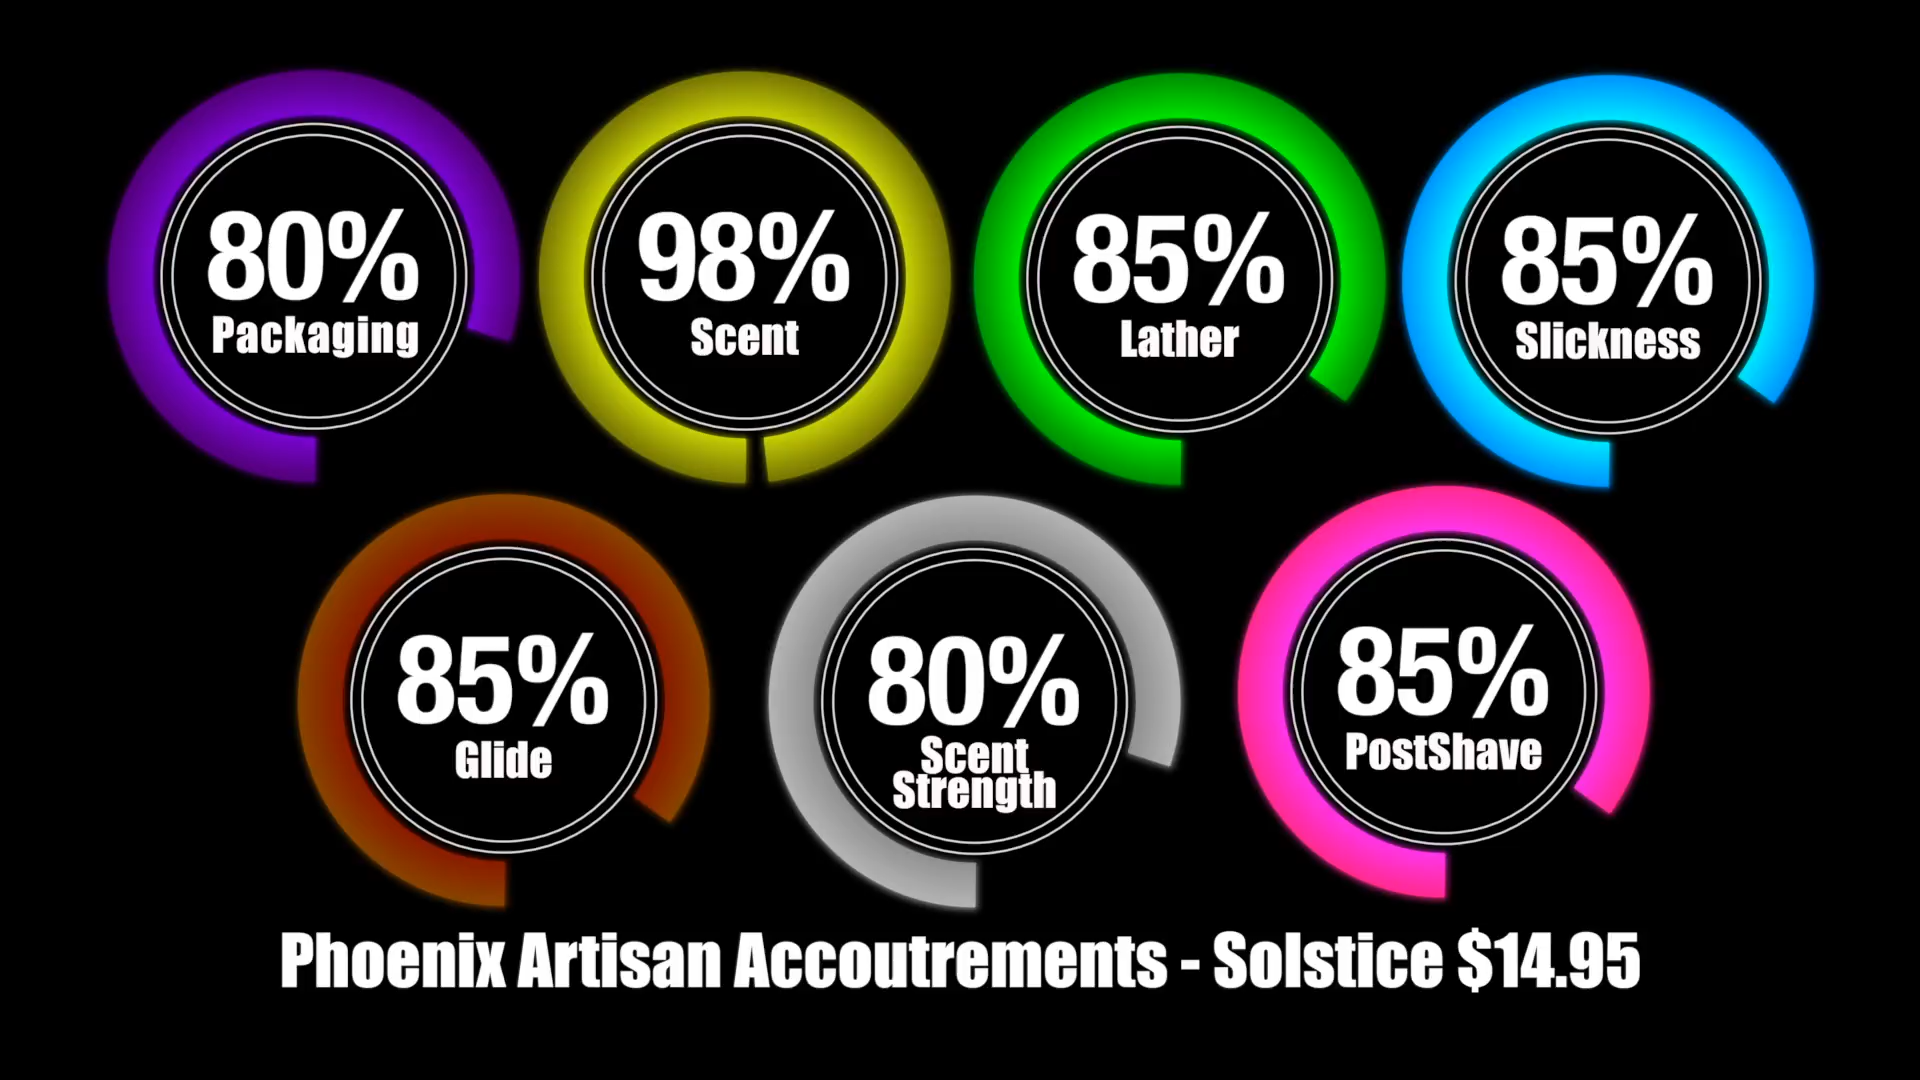 80%
Packaging
98%
Scent
85%
Lather
85%
Slickness
85%
Glide
80%
Scent
Strength
85%
PostShave
Phoenix Artisan Accoutrements - Solstice $14.95